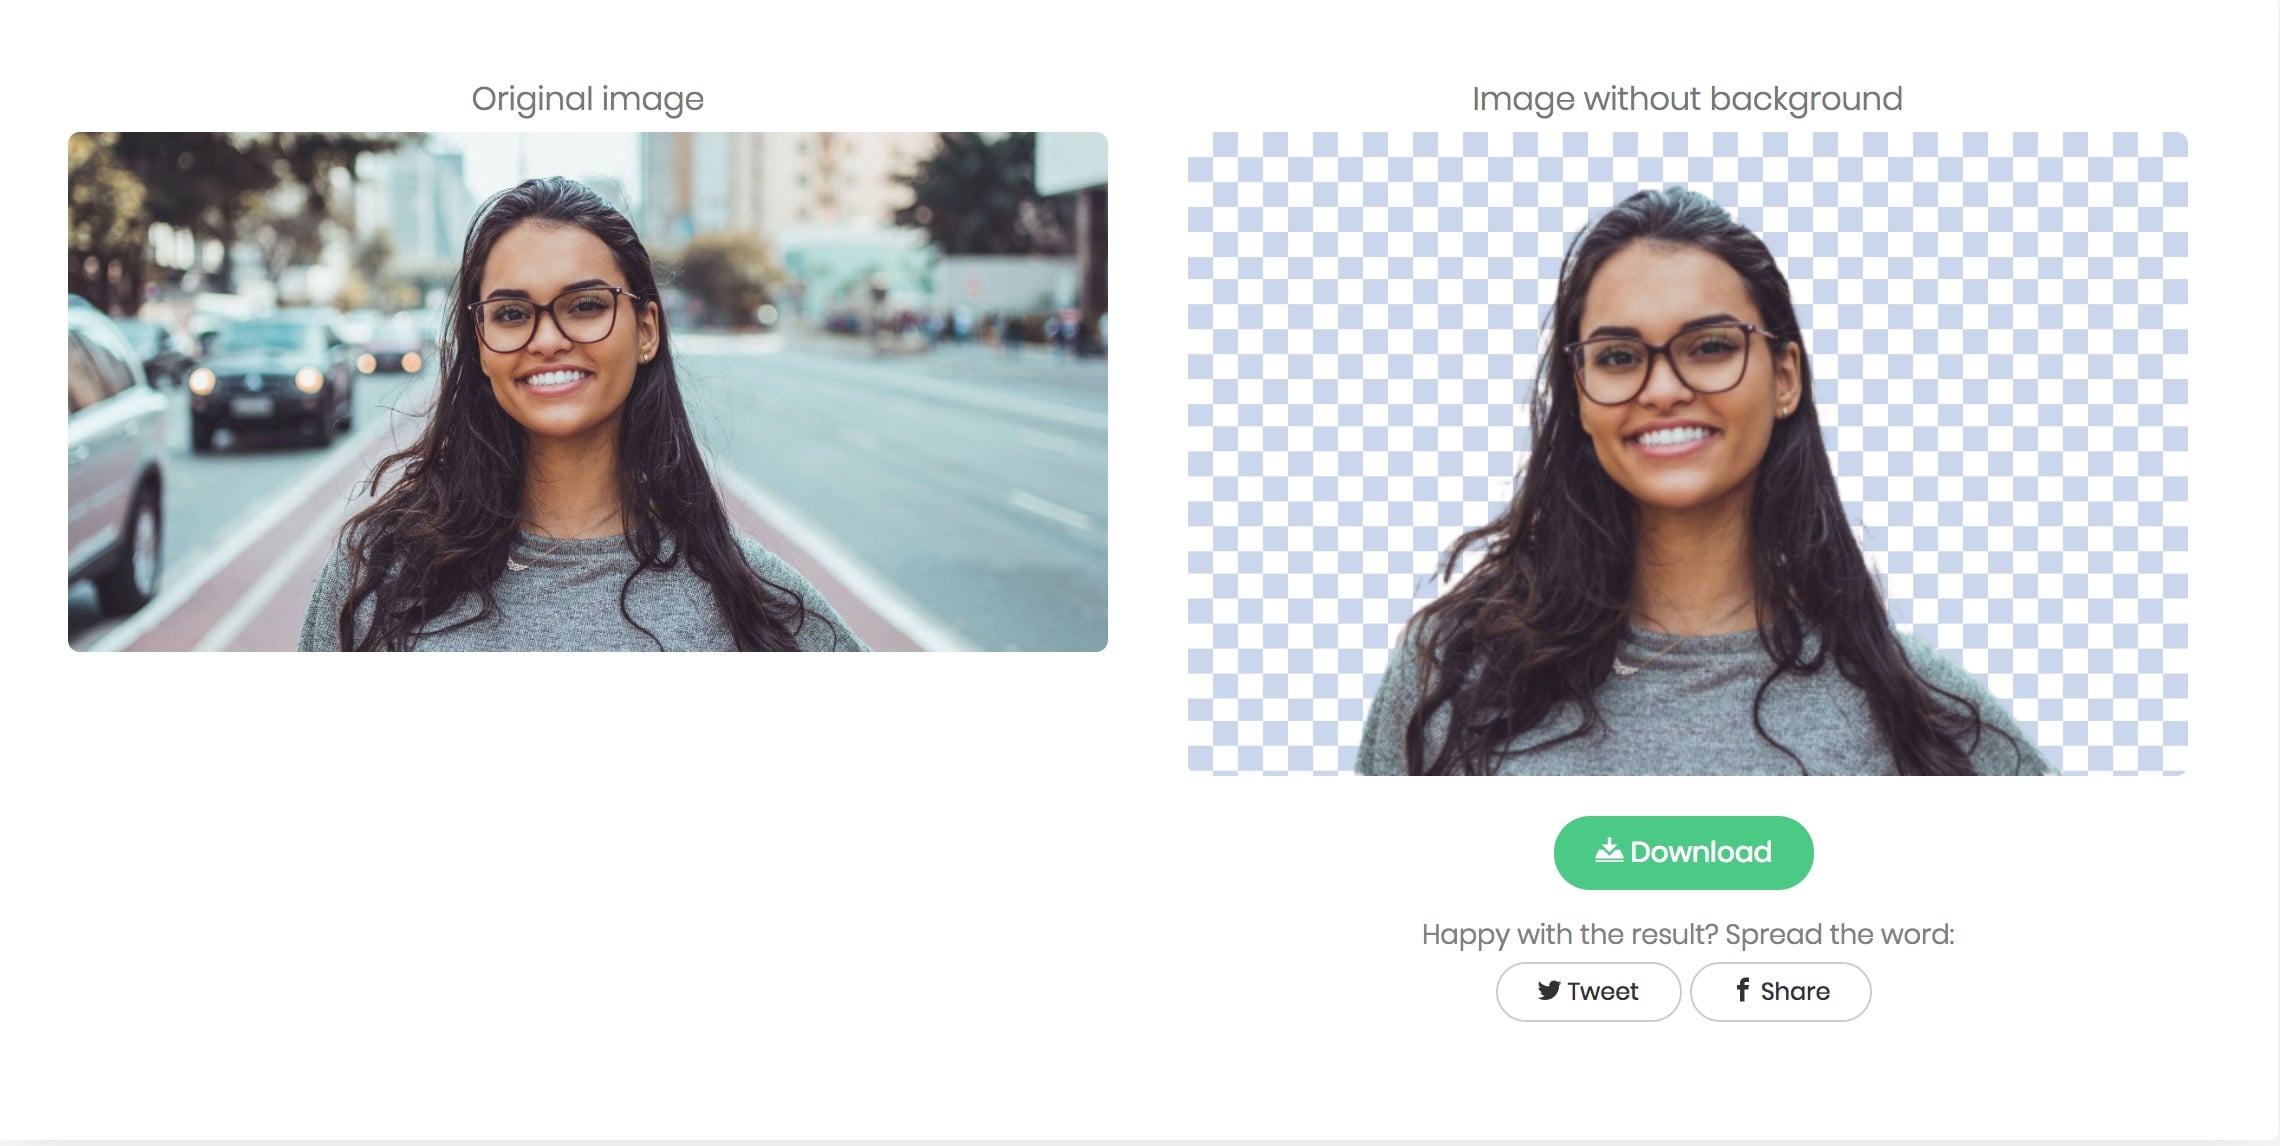 Original image
Image without background
Download
Happy with the result? Spread the word:
Tweet
Share